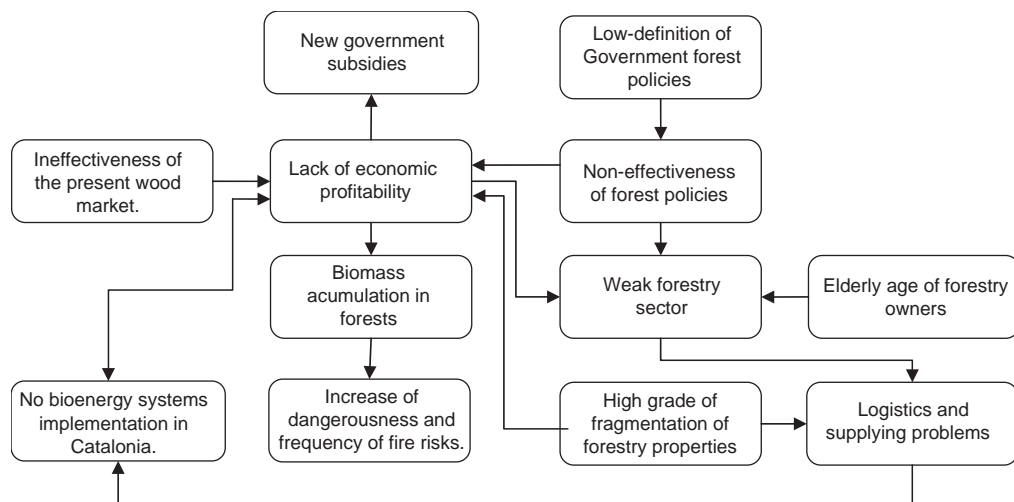 New government
subsidies
Low-definition of
Government forest
policies
Ineffectiveness of
the present wood
market.
Lack of economic
profitability
Non-effectiveness
of forest policies
Biomass
acumulation in
forests
Weak forestry
sector
Elderly age of forestry
owners
No bioenergy systems
implementation in
Catalonia.
Increase of
dangerousness and
frequency of fire risks.
High grade of
fragmentation of
forestry properties
Logistics and
supplying problems